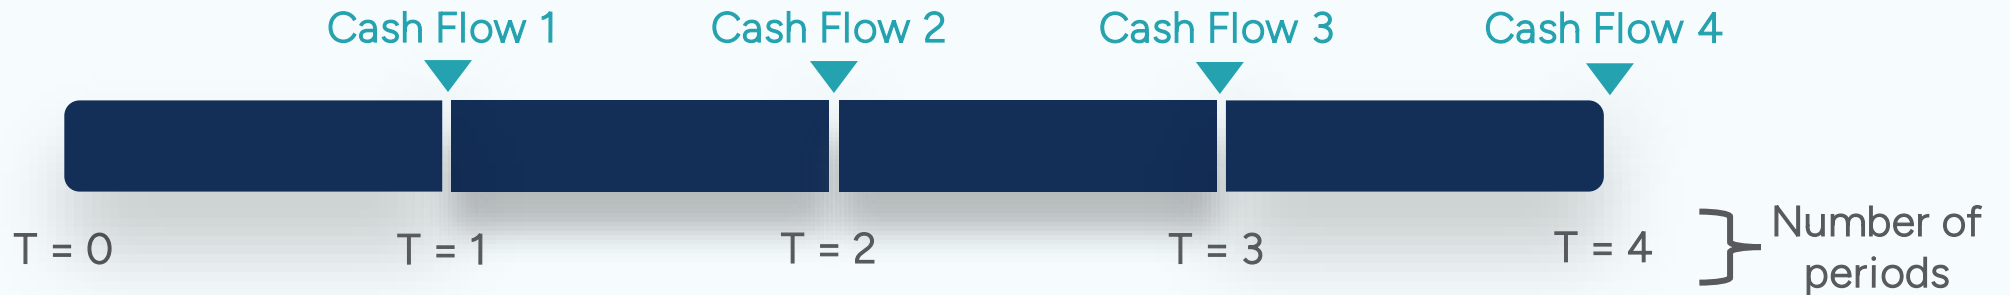 Cash Flow 1 Cash Flow 2 Cash Flow 3 Cash Flow 4
T = 0 T = 1 T = 2 T = 3 T = 4
Number of
periods